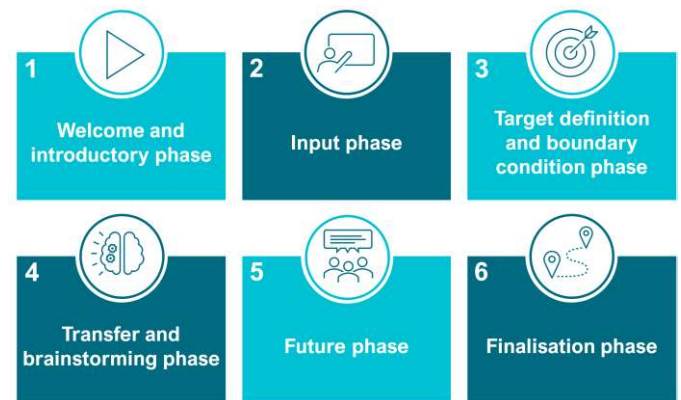 1
Welcome and
introductory phase
2
Input phase
3
Target definition
and boundary
condition phase
4
Transfer and
brainstorming phase
5
Future phase
6
Finalisation phase